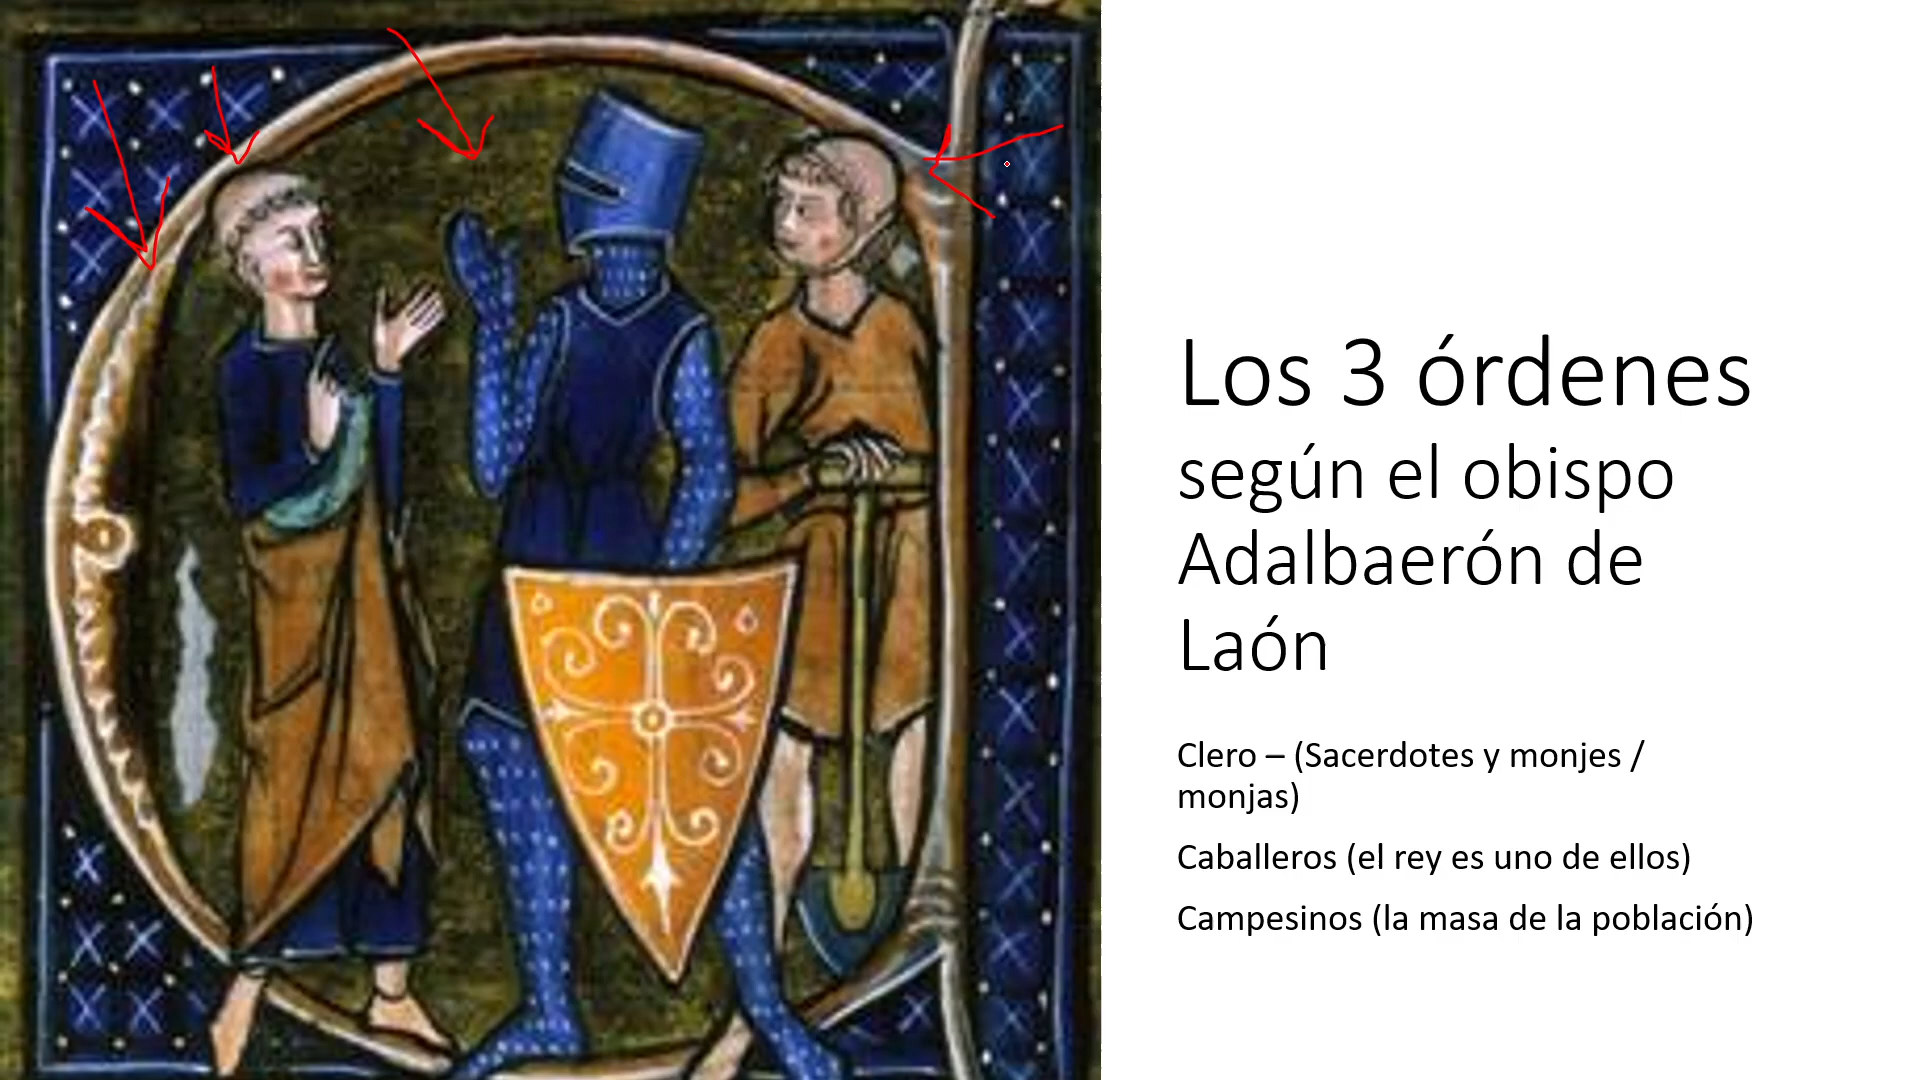 Los 3 órdenes
según el obispo
Adalbaerón de
Laón
Clero – (Sacerdotes y monjes /
monjas)
Caballeros (el rey es uno de ellos)
Campesinos (la masa de la población)